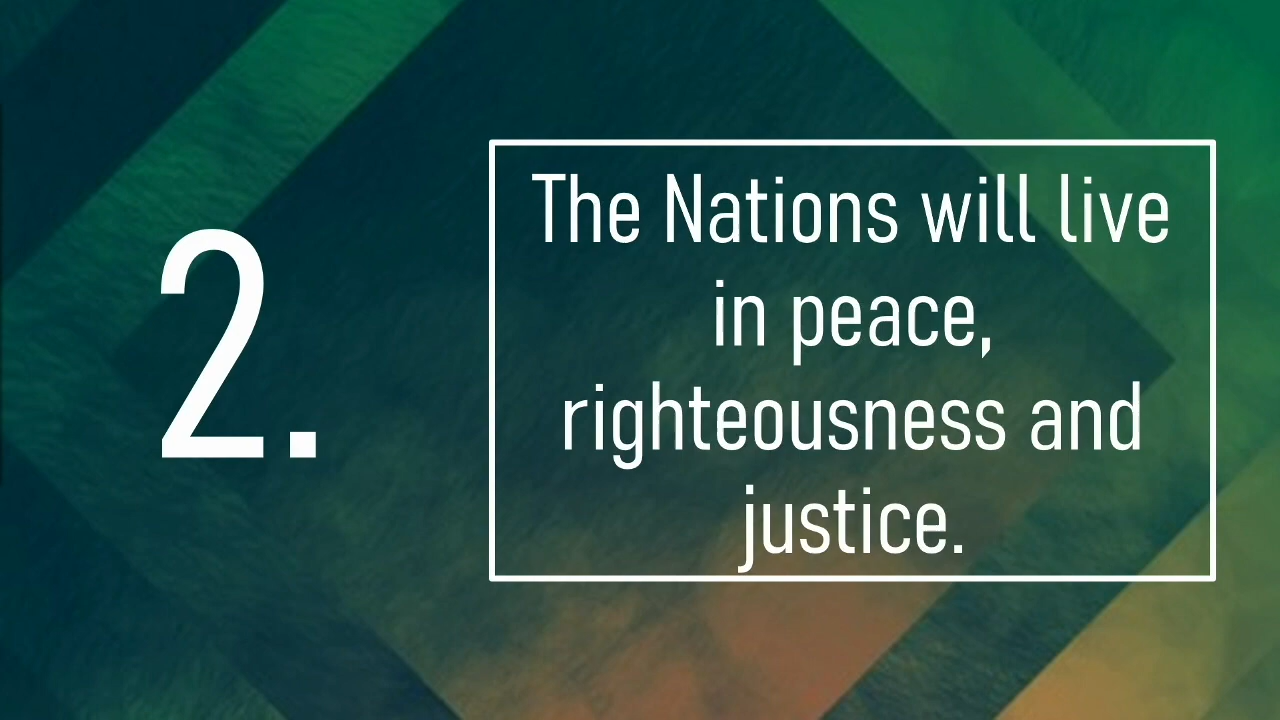 2.
The Nations will live
in peace,
righteousness and
justice.